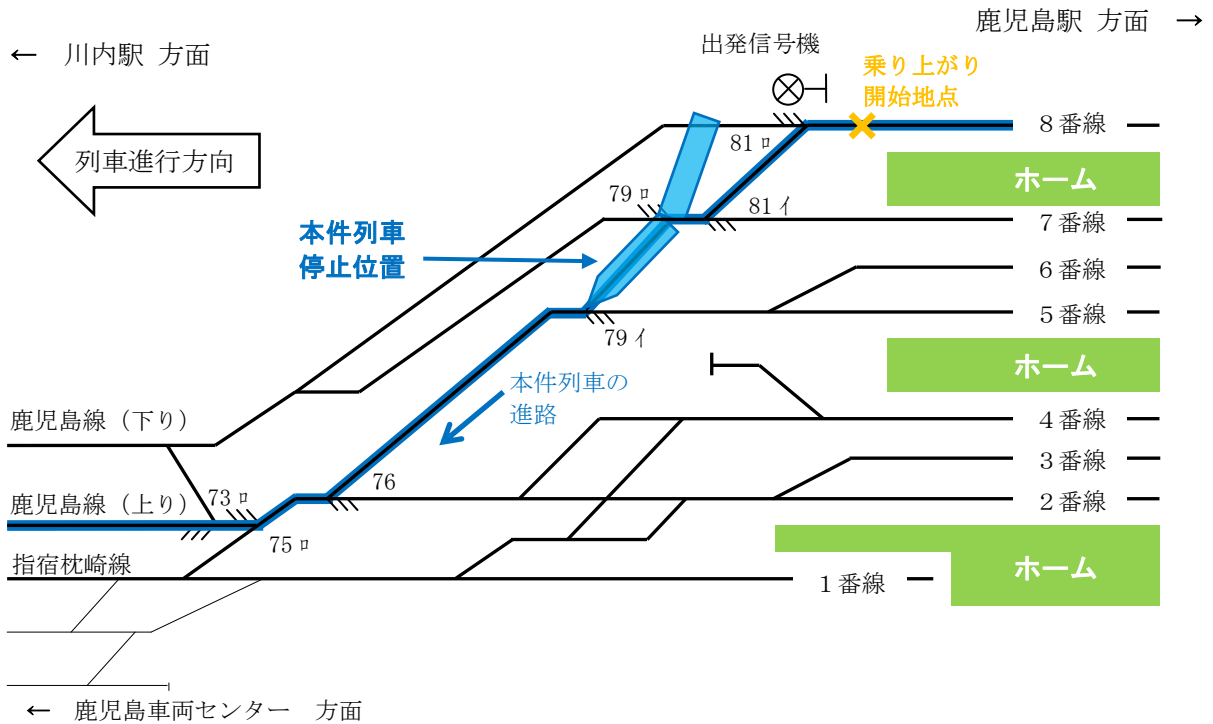 鹿児島駅 方面 →
← 川内駅 方面
出発信号機
乗り上がり
開始地点
列車進行方向
8番線
81ロ
ホーム
79ロ
81イ
7番線
本件列車
停止位置
6番線
5番線
79イ
ホーム
本件列車の
進路
鹿児島線(下り)
4番線
3番線
76
鹿児島線(上り)
73ロ
2番線
75ロ
指宿枕崎線
ホーム
1番線
← 鹿児島車両センター 方面